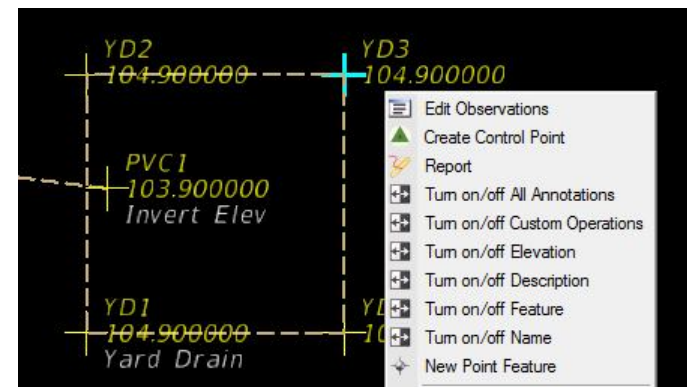 YD2
104.900000
YD3
104.900000
PVC1
103.900000
Invert Elev
YD1
104.900000
Yard Drain
Edit Observations
Create Control Point
Report
Turn on/off All Annotations
Turn on/off Custom Operations
Turn on/off Elevation
Turn on/off Description
Turn on/off Feature
Turn on/off Name
New Point Feature